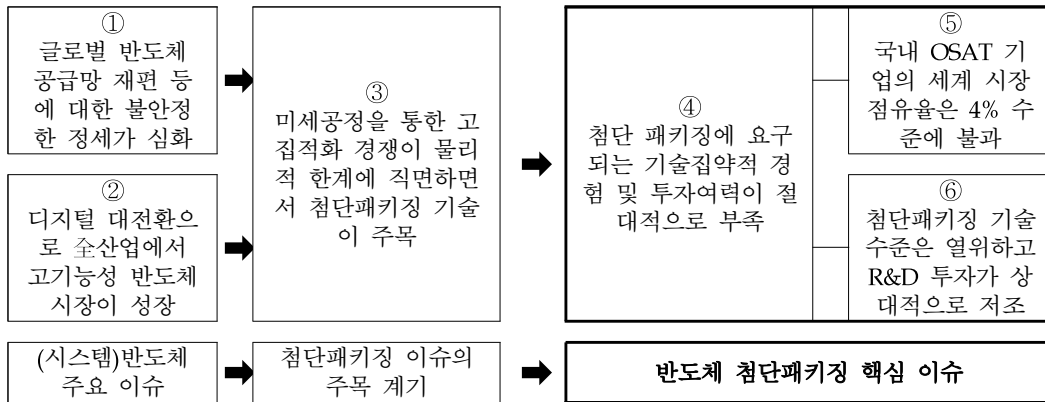 ①
글로벌 반도체
공급망 재편 등
에 대한 불안정
한 정세가 심화
②
디지털 대전환으
로 全산업에서
고기능성 반도체
시장이 성장
③
미세공정을 통한 고
집적화 경쟁이 물리
적 한계에 직면하면
서 첨단패키징 기술
이 주목
④
첨단 패키징에 요구
되는 기술집약적 경
험 및 투자여력이 절
대적으로 부족
⑤
국내 OSAT 기
업의 세계 시장
점유율은 4% 수
준에 불과
⑥
첨단패키징 기술
수준은 열위하고
R&D 투자가 상
대적으로 저조
(시스템)반도체
주요 이슈
첨단패키징 이슈의
주목 계기
반도체 첨단패키징 핵심 이슈